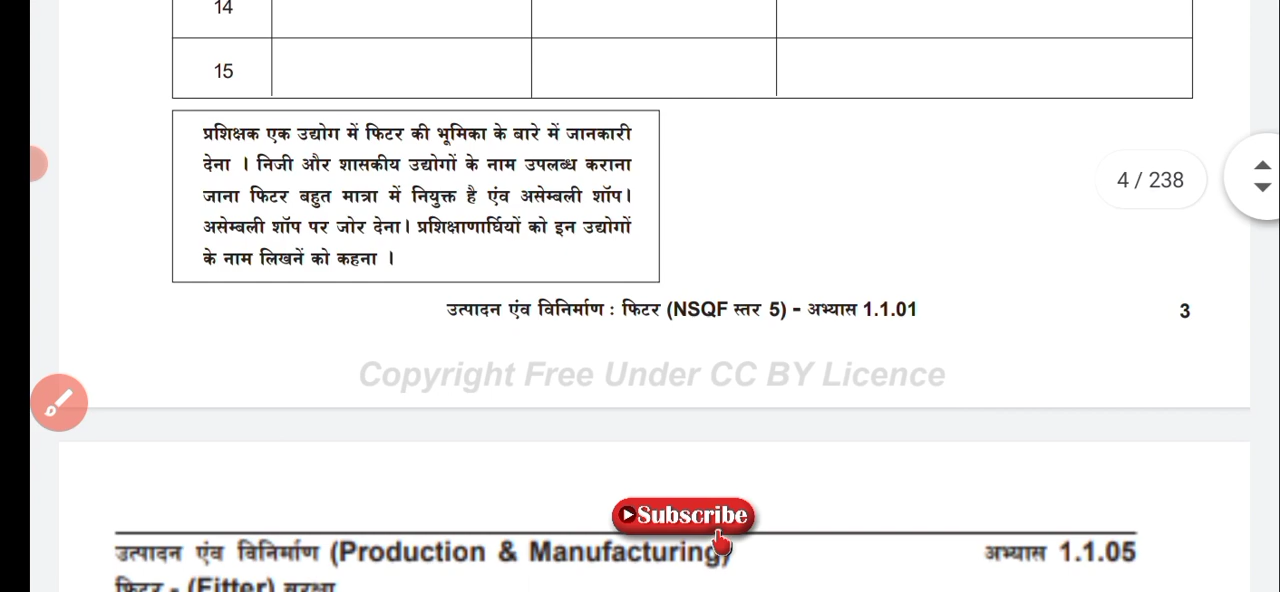 14
15
प्रशिक्षक एक उद्योग में फिटर की भूमिका के बारे में जानकारी
देना । निजी और शासकीय उद्योगों के नाम उपलब्ध कराना
जाना फिटर बहुत मात्रा में नियुक्त है एंव असेम्बली शॉप।
असेम्बली शॉप पर जोर देना। प्रशिक्षाणार्थियों को इन उद्योगों
के नाम लिखनें को कहना ।
4 / 238
उत्पादन एंव विनिर्माण : फिटर (NSQF स्तर 5) - अभ्यास 1.1.01
3
Copyright Free Under CC BY Licence
Subscribe
उत्पादन एंव विनिर्माण (Production & Manufacturing)
अभ्यास 1.1.05
फिटर - (Fitter)